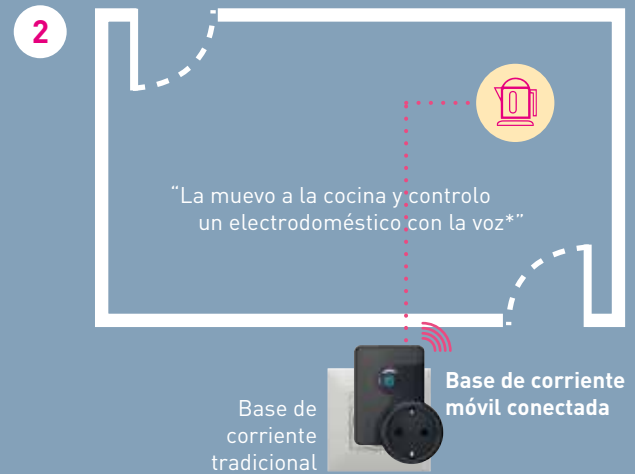 2
“La muevo a la cocina y controlo
un electrodoméstico con la voz*”
Base de corriente
móvil conectada
Base de
corriente
tradicional